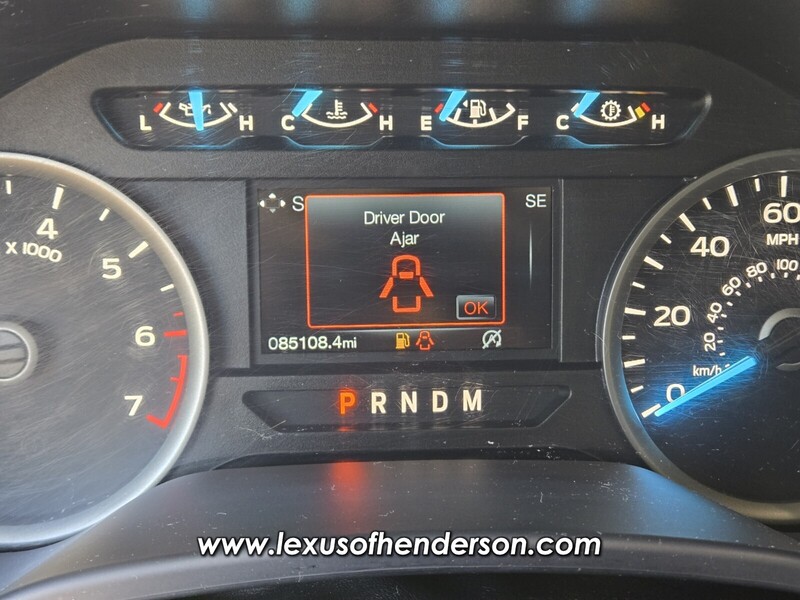 L H C H E F C H
4
x 1000
5
6
7
S
SE
Driver Door
Ajar
OK
085108.4mi
P R N D M
60
MPH
40
20
0
100
80
60
40
20
km/h
www.lexusofhenderson.com